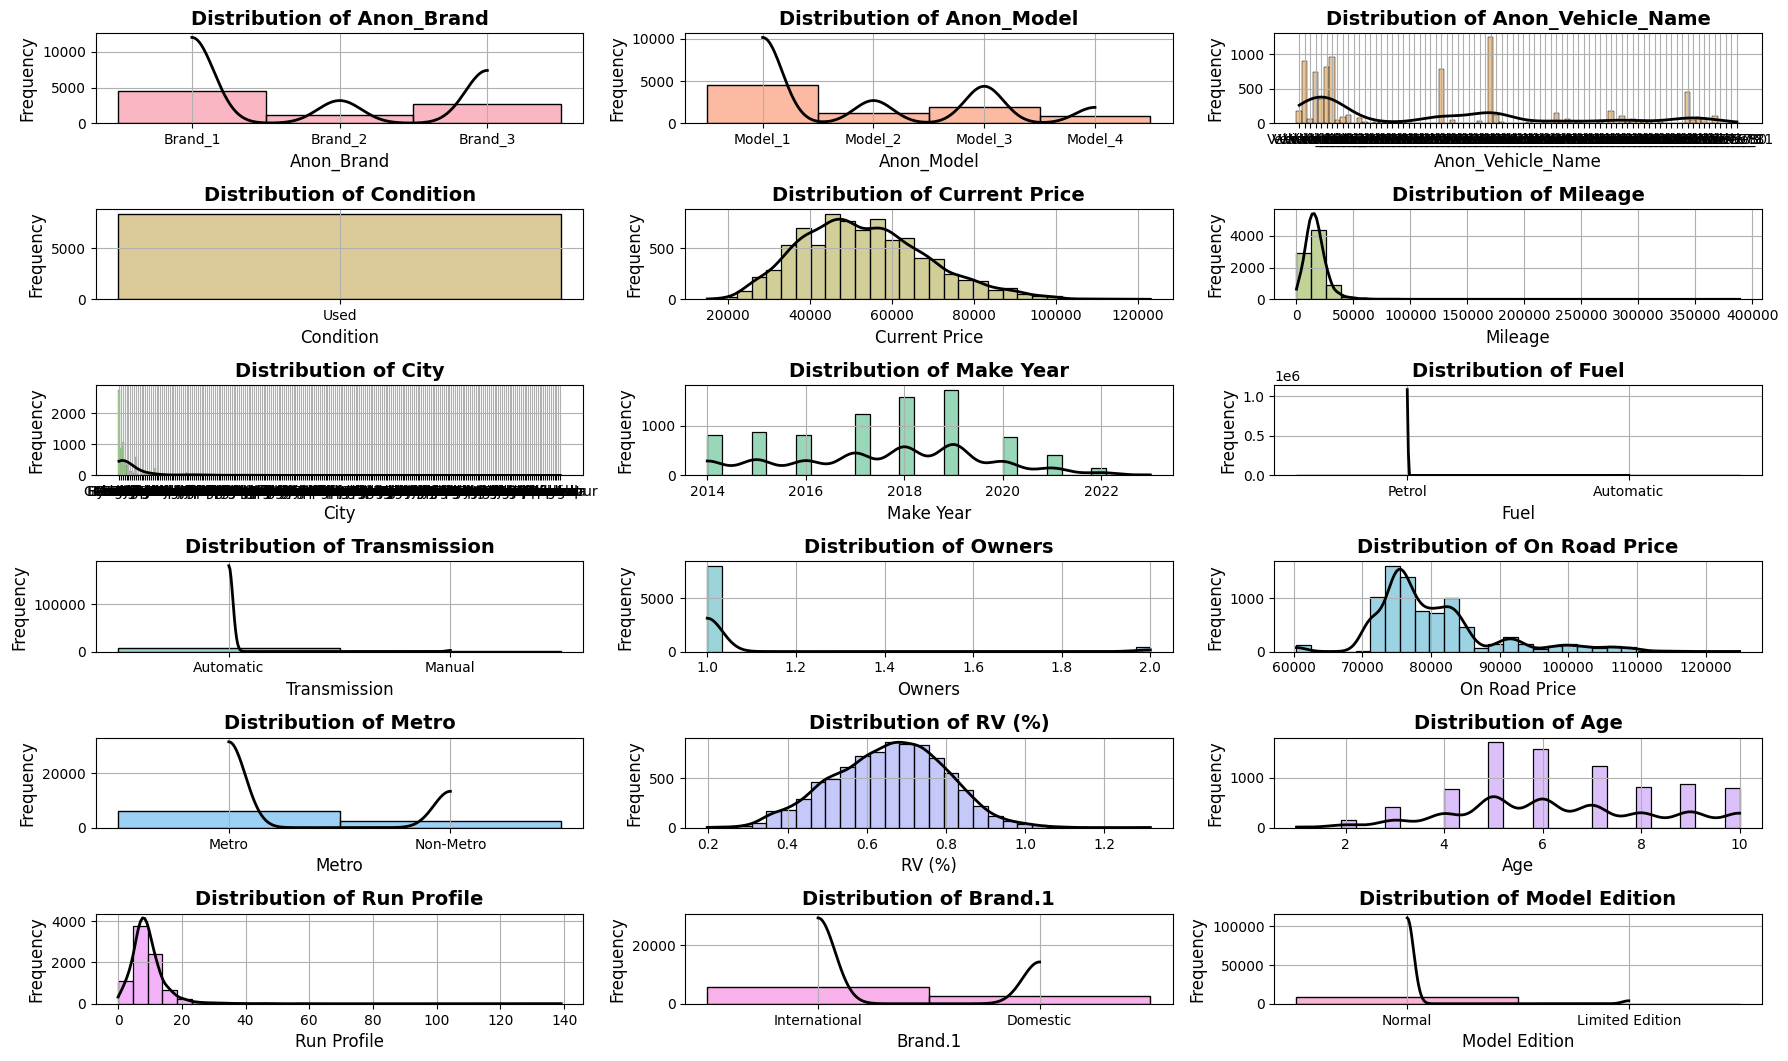 Distribution of Anon_Brand
Frequency
10000
5000
0
Brand_1 Brand_2 Brand_3
Anon_Brand
Distribution of Anon_Model
Frequency
10000
5000
0
Model_1 Model_2 Model_3 Model_4
Anon_Model
Distribution of Anon_Vehicle_Name
Frequency
1000
500
0
Anon_Vehicle_Name
Distribution of Condition
Frequency
5000
0
Used
Condition
Distribution of Current Price
Frequency
500
0
20000 40000 60000 80000 100000 120000
Current Price
Distribution of Mileage
Frequency
4000
2000
0
0 50000 100000 150000 200000 250000 300000 350000 400000
Mileage
Distribution of City
Frequency
2000
1000
0
City
Distribution of Make Year
Frequency
1000
0
2014 2016 2018 2020 2022
Make Year
Distribution of Fuel
1e6
Frequency
1.0
0.5
0.0
Petrol Automatic
Fuel
Distribution of Transmission
Frequency
100000
0
Automatic Manual
Transmission
Distribution of Owners
Frequency
5000
0
1.0 1.2 1.4 1.6 1.8 2.0
Owners
Distribution of On Road Price
Frequency
1000
0
60000 70000 80000 90000 100000 110000 120000
On Road Price
Distribution of Metro
Frequency
20000
0
Metro Non-Metro
Metro
Distribution of RV (%)
Frequency
500
0
0.2 0.4 0.6 0.8 1.0 1.2
RV (%)
Distribution of Age
Frequency
1000
0
2 4 6 8 10
Age
Distribution of Run Profile
Frequency
4000
2000
0
0 20 40 60 80 100 120 140
Run Profile
Distribution of Brand.1
Frequency
20000
0
International Domestic
Brand.1
Distribution of Model Edition
Frequency
100000
50000
0
Normal Limited Edition
Model Edition